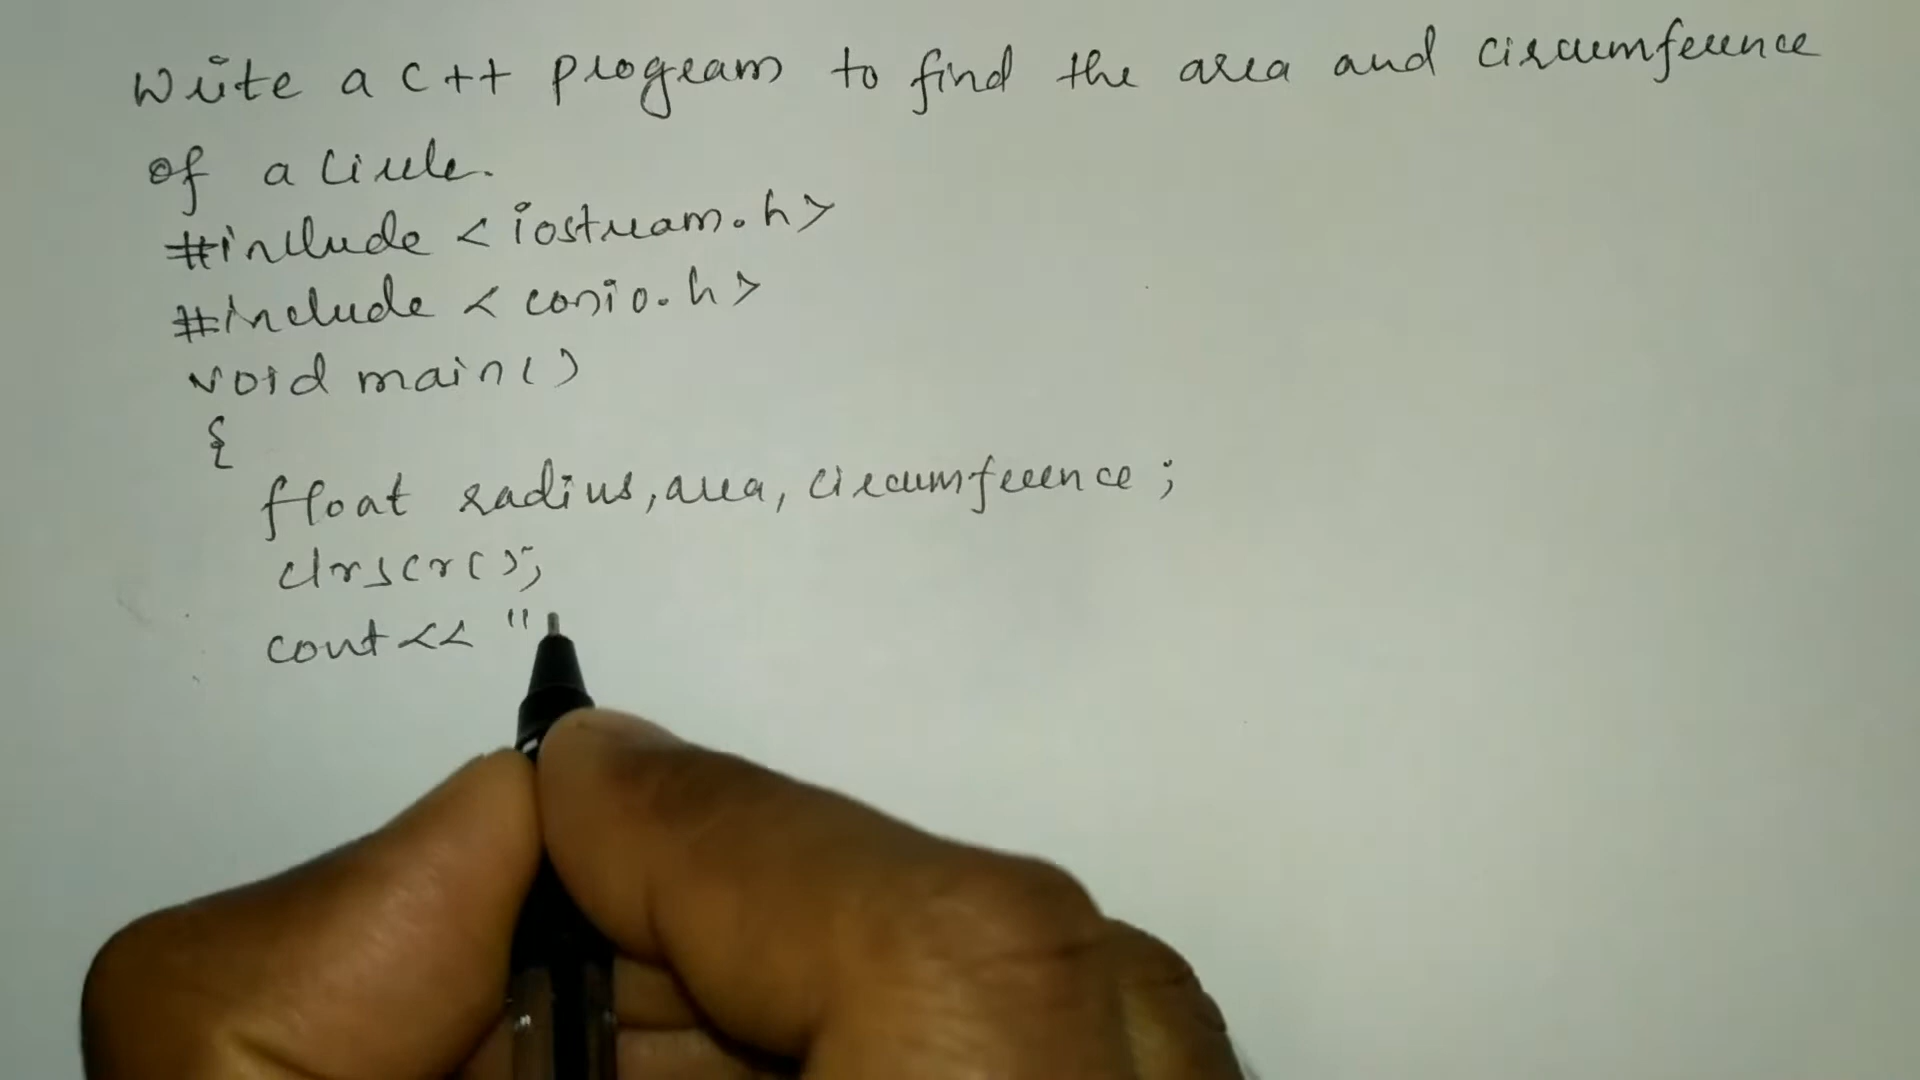 Write a C++ program to find the area and circumference
of a Circle.
#include < iostream.h>
#include < conio.h>
void main()
{
float radius, area, circumference;
clrscr();
cout<< "